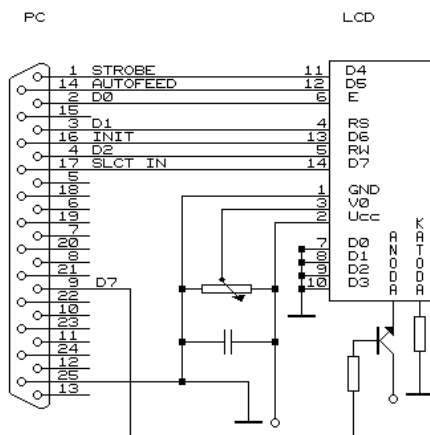 PC LCD
1 STROBE 11 D4
14 AUTOFEED 12 D5
2 D0 6 E
15
3 D1 4 RS
16 INIT 13 D6
4 D2 5 RW
17 SLCT IN 14 D7
5
18 1 GND
6 3 V0
19 2 Ucc
7
20 7 D0
8 8 D1
21 9 D2
9 D7 10 D3
22
10
23
11
24
12
25
13
ANODA
KATODA